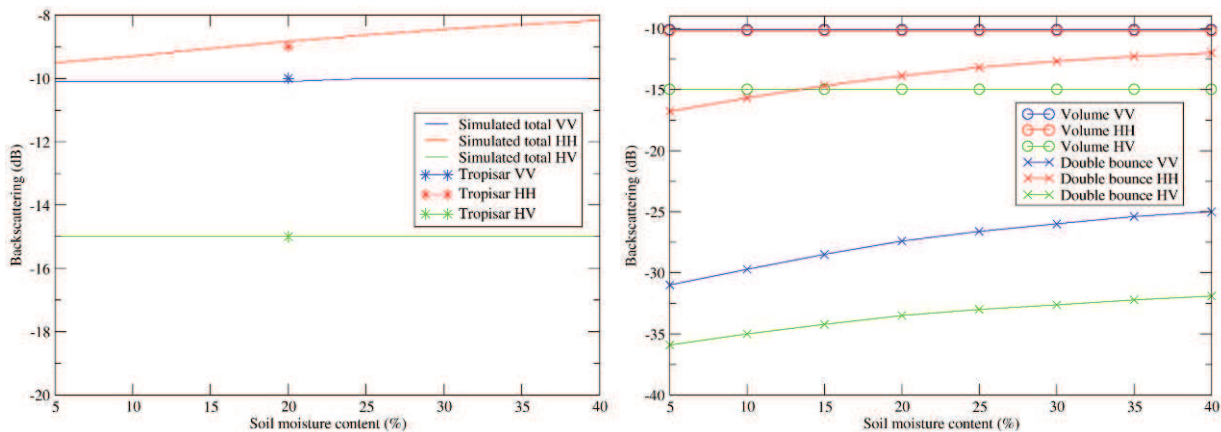 -8
-10
-12
-14
-16
-18
-20
Backscattering (dB)
Simulated total VV
Simulated total HH
Simulated total HV
Tropisar VV
Tropisar HH
Tropisar HV
5 10 15 20 25 30 35 40
Soil moisture content (%)
-10
-15
-20
-25
-30
-35
-40
Backscattering (dB)
Volume VV
Volume HH
Volume HV
Double bounce VV
Double bounce HH
Double bounce HV
5 10 15 20 25 30 35 40
Soil moisture content (%)